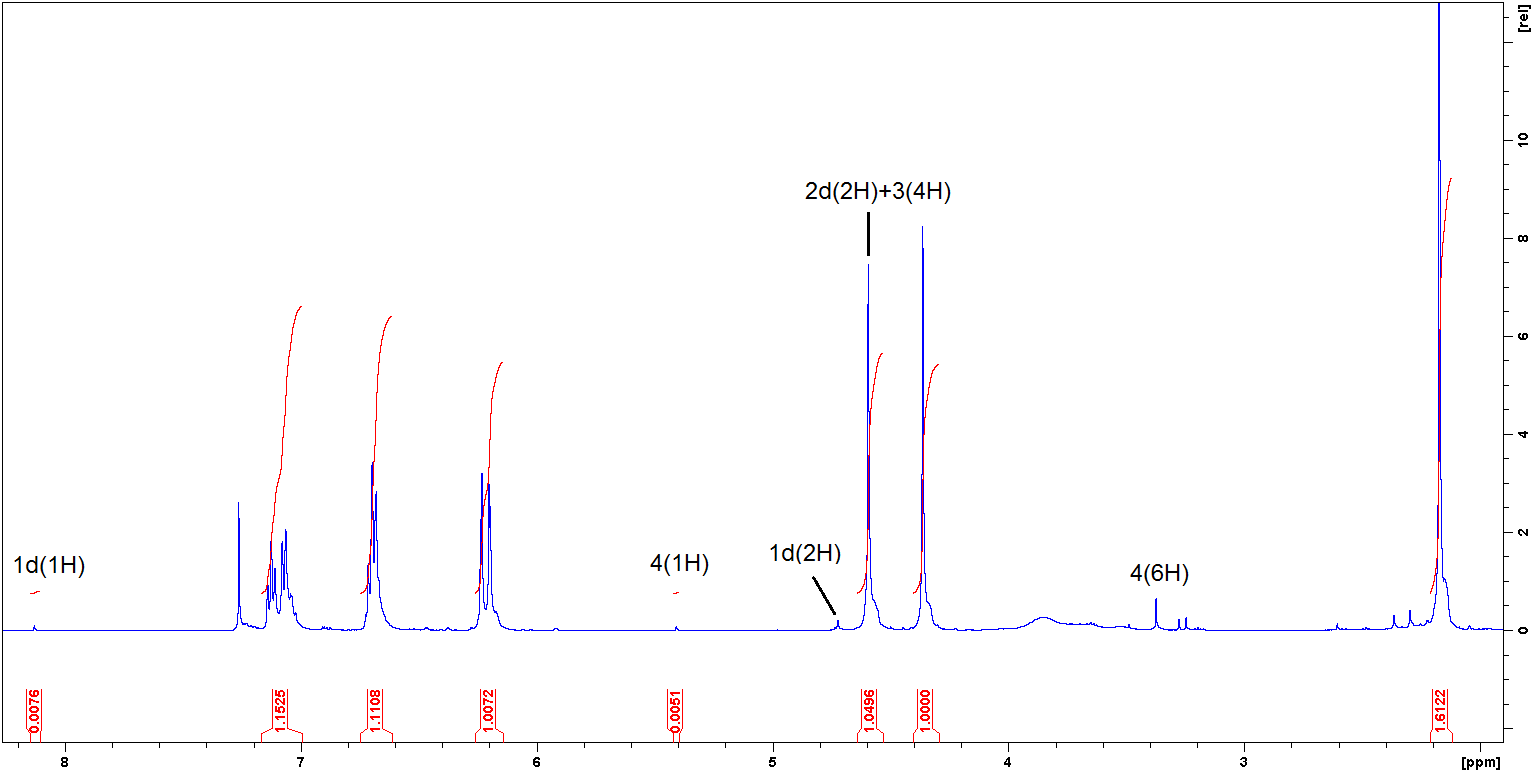 [rel]
10
8
6
4
2
0
2d(2H)+3(4H)
1d(2H)
1d(1H)
4(1H)
4(6H)
0.0076
1.1525
1.1108
1.0072
0.0051
1.0496
1.0000
1.6122
8 7 6 5 4 3 [ppm]